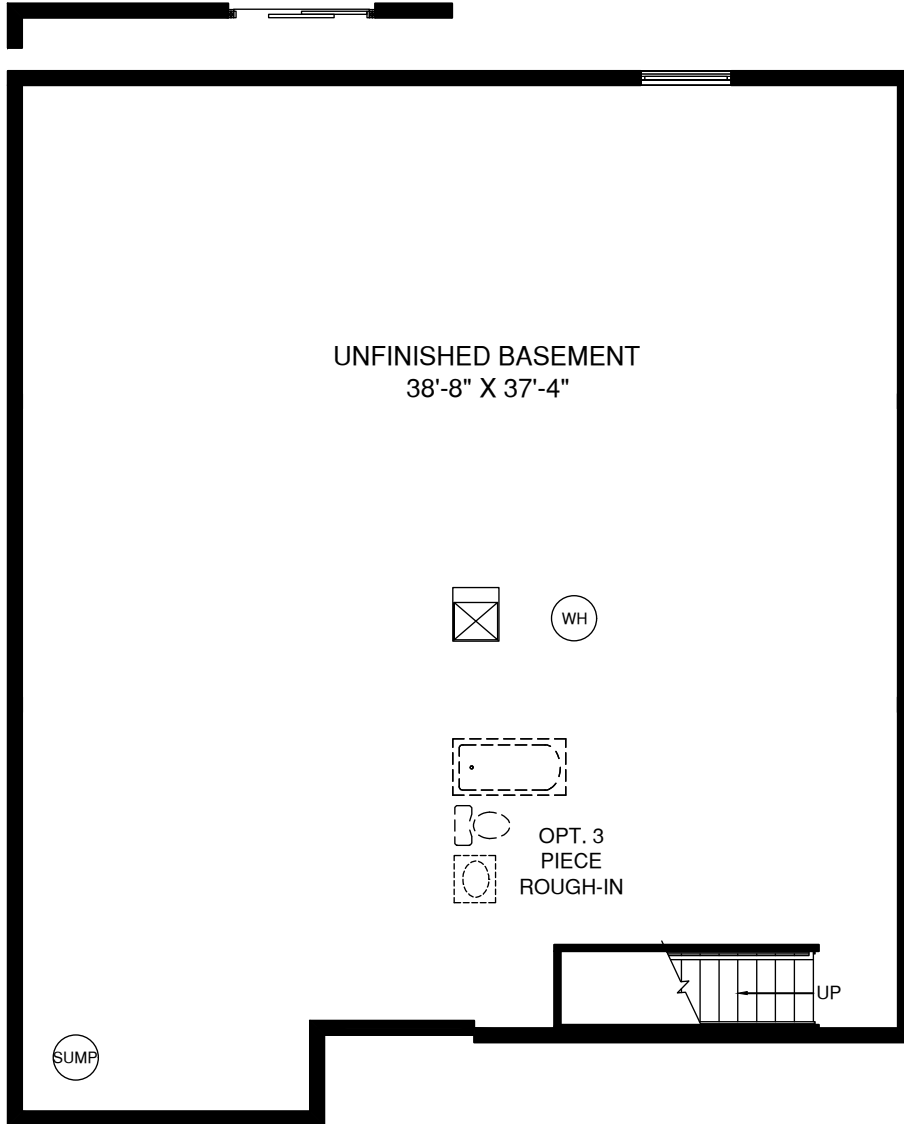 UNFINISHED BASEMENT
38'-8" X 37'-4"
WH
OPT. 3
PIECE
ROUGH-IN
UP
SUMP